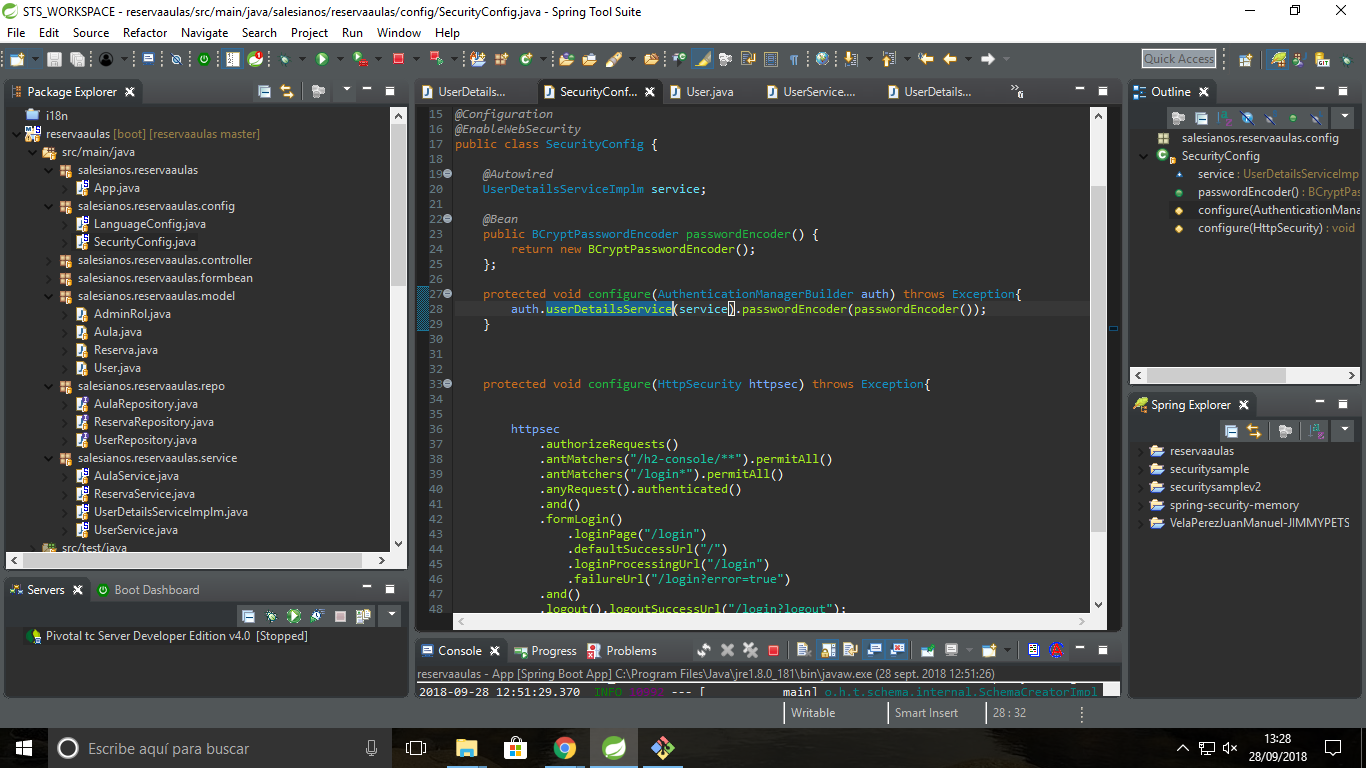 STS_WORKSPACE - reservaaulas/src/main/java/salesianos/reservaaulas/config/SecurityConfig.java - Spring Tool Suite
File Edit Source Refactor Navigate Search Project Run Window Help
Quick Access
Package Explorer
i18n
reservaaulas [boot] [reservaaulas master]
src/main/java
salesianos.reservaaulas
App.java
salesianos.reservaaulas.config
LanguageConfig.java
SecurityConfig.java
salesianos.reservaaulas.controller
salesianos.reservaaulas.formbean
salesianos.reservaaulas.model
AdminRol.java
Aula.java
Reserva.java
User.java
salesianos.reservaaulas.repo
AulaRepository.java
ReservaRepository.java
UserRepository.java
salesianos.reservaaulas.service
AulaService.java
ReservaService.java
UserDetailsServiceImplm.java
UserService.java
src/test/java
Servers Boot Dashboard
Pivotal tc Server Developer Edition v4.0 [Stopped]
UserDetails... SecurityConf... User.java UserService.... UserDetails... »6
15 @Configuration
16 @EnableWebSecurity
17 public class SecurityConfig {
18
19 @Autowired
20 UserDetailsServiceImplm service;
21
22 @Bean
23 public BCryptPasswordEncoder passwordEncoder() {
24 return new BCryptPasswordEncoder();
25 };
26
27 protected void configure(AuthenticationManagerBuilder auth) throws Exception{
28 auth.userDetailsService(service).passwordEncoder(passwordEncoder());
29 }
30
31
32
33 protected void configure(HttpSecurity httpsec) throws Exception{
34
35
36 httpsec
37 .authorizeRequests()
38 .antMatchers("/h2-console/**").permitAll()
39 .antMatchers("/login*").permitAll()
40 .anyRequest().authenticated()
41 .and()
42 .formLogin()
43 .loginPage("/login")
44 .defaultSuccessUrl("/")
45 .loginProcessingUrl("/login")
46 .failureUrl("/login?error=true")
47 .and()
48 .logout().logoutSuccessUrl("/login?logout");
Console Progress Problems
reservaaulas - App [Spring Boot App] C:\Program Files\Java\jre1.8.0_181\bin\javaw.exe (28 sept. 2018 12:51:26)
2018-09-28 12:51:29.370 INFO --- [ main] o.h.t.schema.internal.SchemaCreatorImpl
Writable Smart Insert 28 : 32
Outline
salesianos.reservaaulas.config
SecurityConfig
service : UserDetailsServiceImp
passwordEncoder() : BCryptPas
configure(AuthenticationMana
configure(HttpSecurity) : void
Spring Explorer
reservaaulas
securitysample
securitysamplev2
spring-security-memory
VelaPerezJuanManuel-JIMMYPETS
Escribe aquí para buscar
13:28
28/09/2018